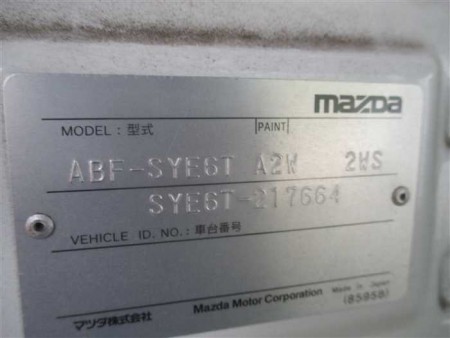 mazda
MODEL : 型式 PAINT
ABF-SYE6T A2W 2WS
SYE6T-217664
VEHICLE ID. NO. : 車台番号
マツダ株式会社 Mazda Motor Corporation Made in Japan
(85958)